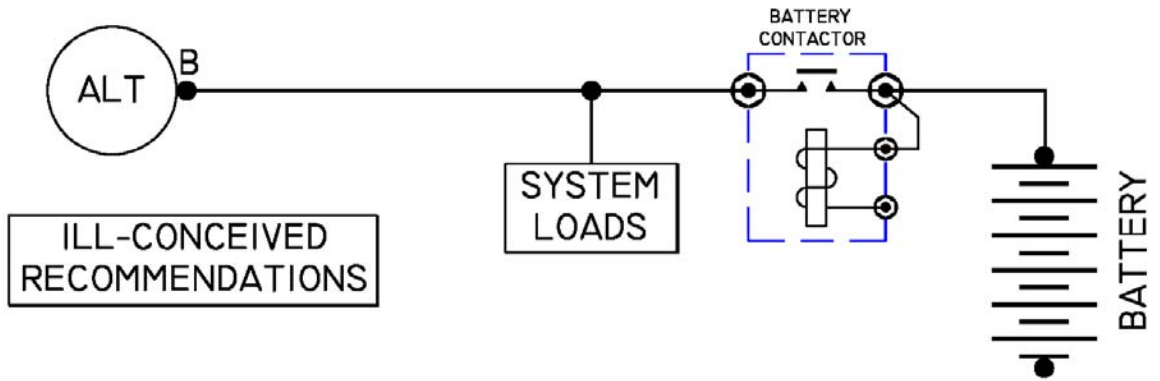 BATTERY
CONTACTOR
ALT
B
SYSTEM
LOADS
ILL-CONCEIVED
RECOMMENDATIONS
BATTERY